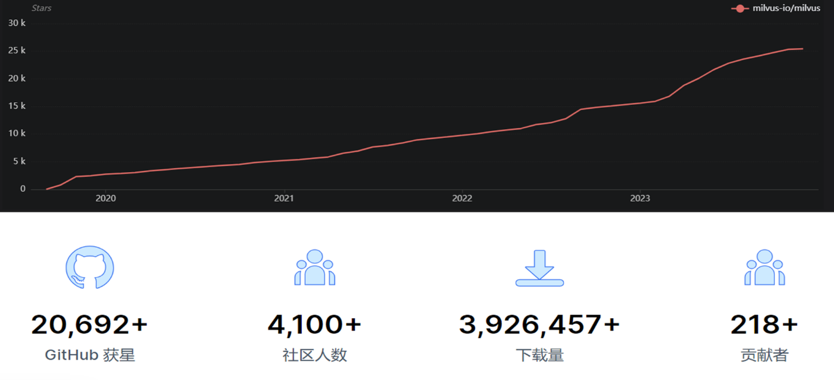 Stars
milvus-io/milvus
30 k
25 k
20 k
15 k
10 k
5 k
0
2020 2021 2022 2023
20,692+ 4,100+ 3,926,457+ 218+
GitHub 获星 社区人数 下载量 贡献者